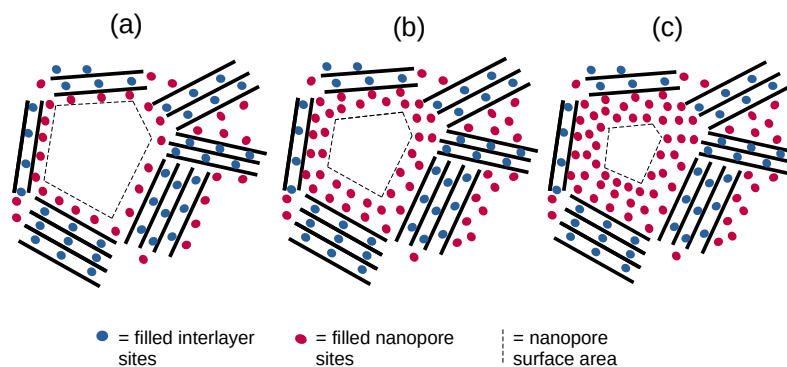 (a)
(b)
(c)
= filled interlayer
sites
= filled nanopore
sites
= nanopore
surface area